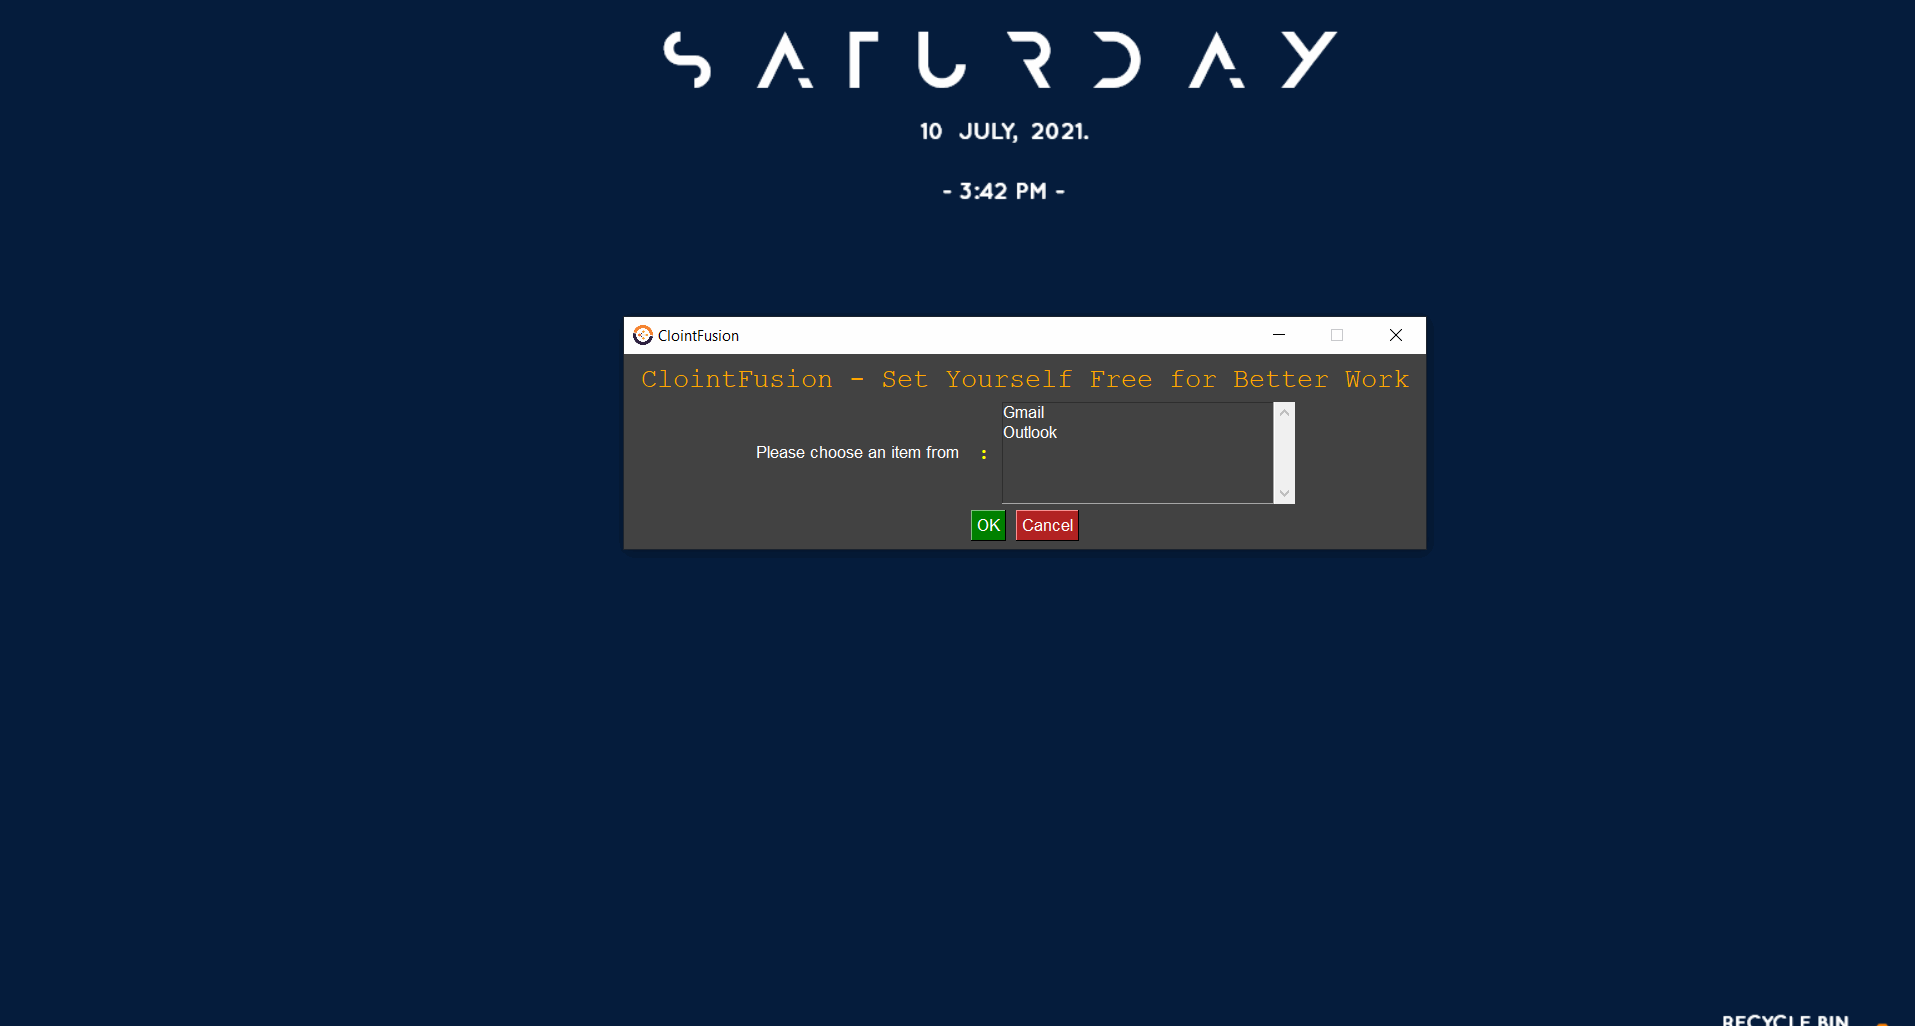 SATURDAY
10 JULY, 2021.
- 3:42 PM -
ClointFusion
ClointFusion - Set Yourself Free for Better Work
Gmail
Outlook
Please choose an item from :
OK Cancel
RECYCLE BIN